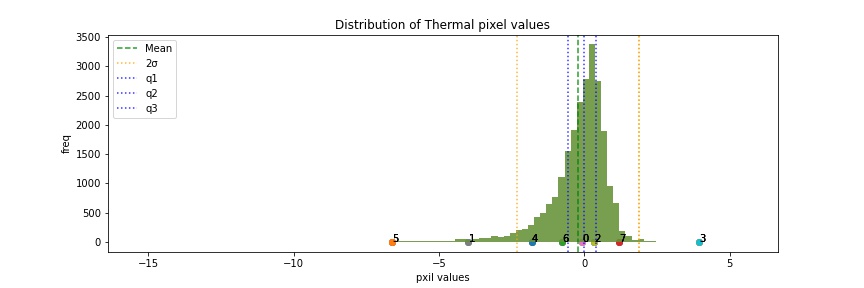 Distribution of Thermal pixel values
3500
3000
2500
2000
1500
1000
500
0
freq
Mean
2σ
q1
q2
q3
5
1
4
6
0
2
7
3
−15
−10
−5
0
5
pxil values